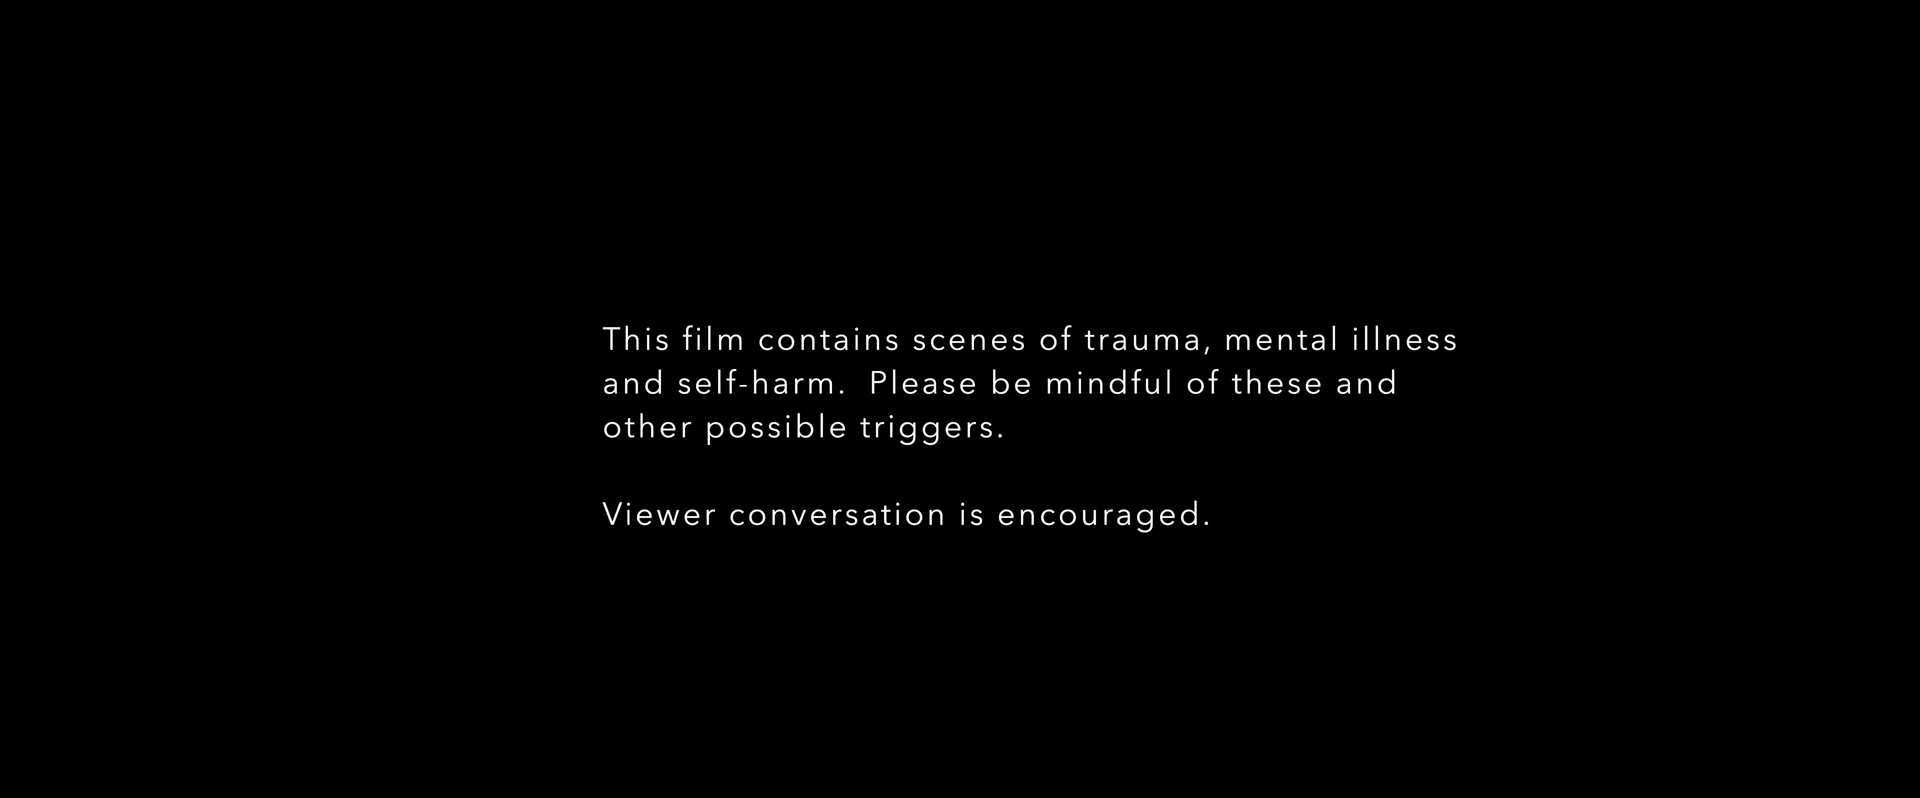 This film contains scenes of trauma, mental illness
and self-harm.  Please be mindful of these and
other possible triggers.
Viewer conversation is encouraged.